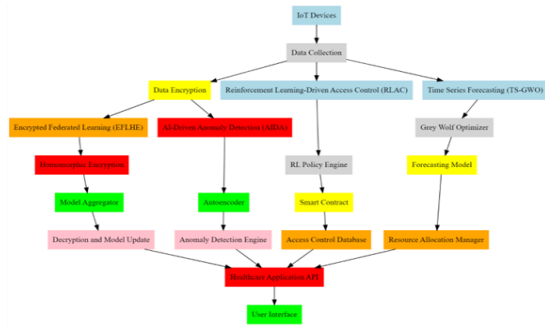 IoT Devices
Data Collection
Data Encryption
Reinforcement Learning-Driven Access Control (RLAC)
Time Series Forecasting (TS-GWO)
Encrypted Federated Learning (EFLHE)
AI-Driven Anomaly Detection (AIDA)
Grey Wolf Optimizer
Homomorphic Encryption
RL Policy Engine
Forecasting Model
Model Aggregator
Autoencoder
Smart Contract
Decryption and Model Update
Anomaly Detection Engine
Access Control Database
Resource Allocation Manager
Healthcare Application API
User Interface